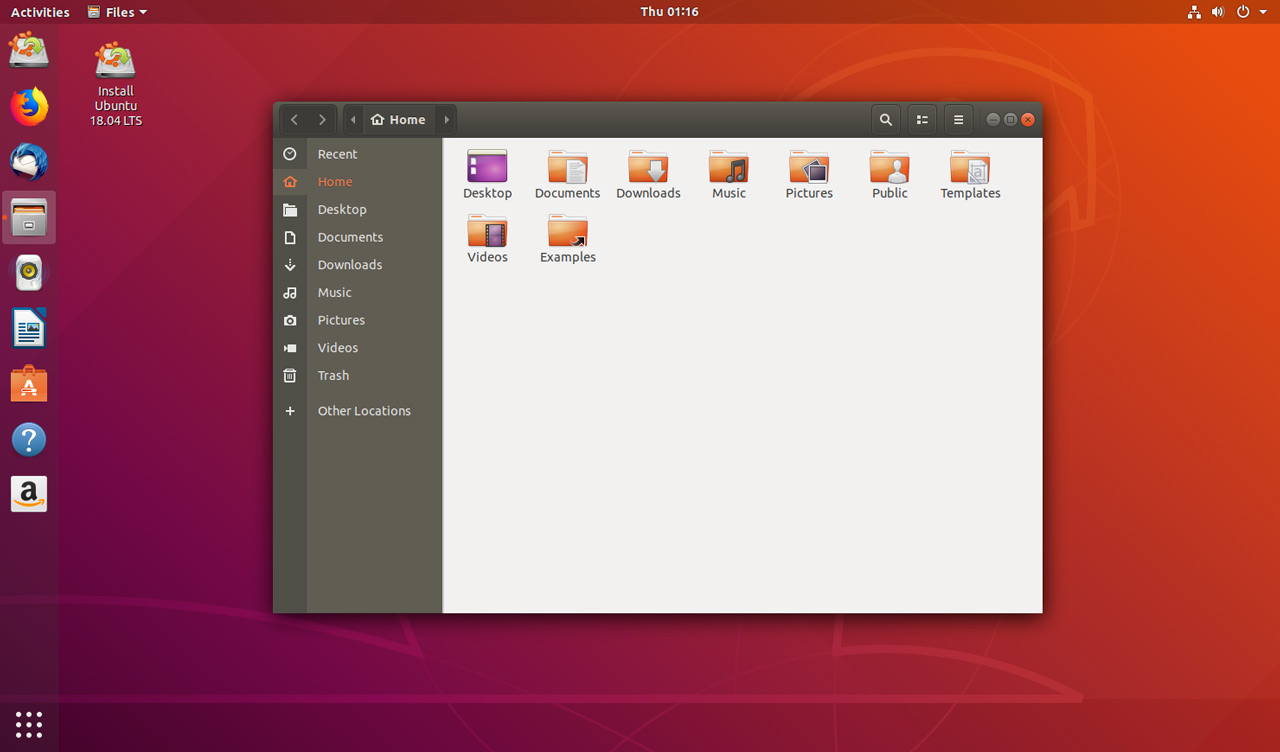 Activities
Files
Thu 01:16
Install
Ubuntu
18.04 LTS
Home
Recent
Home
Desktop
Documents
Downloads
Music
Pictures
Videos
Trash
Other Locations
Desktop Documents Downloads Music Pictures Public Templates
Videos Examples